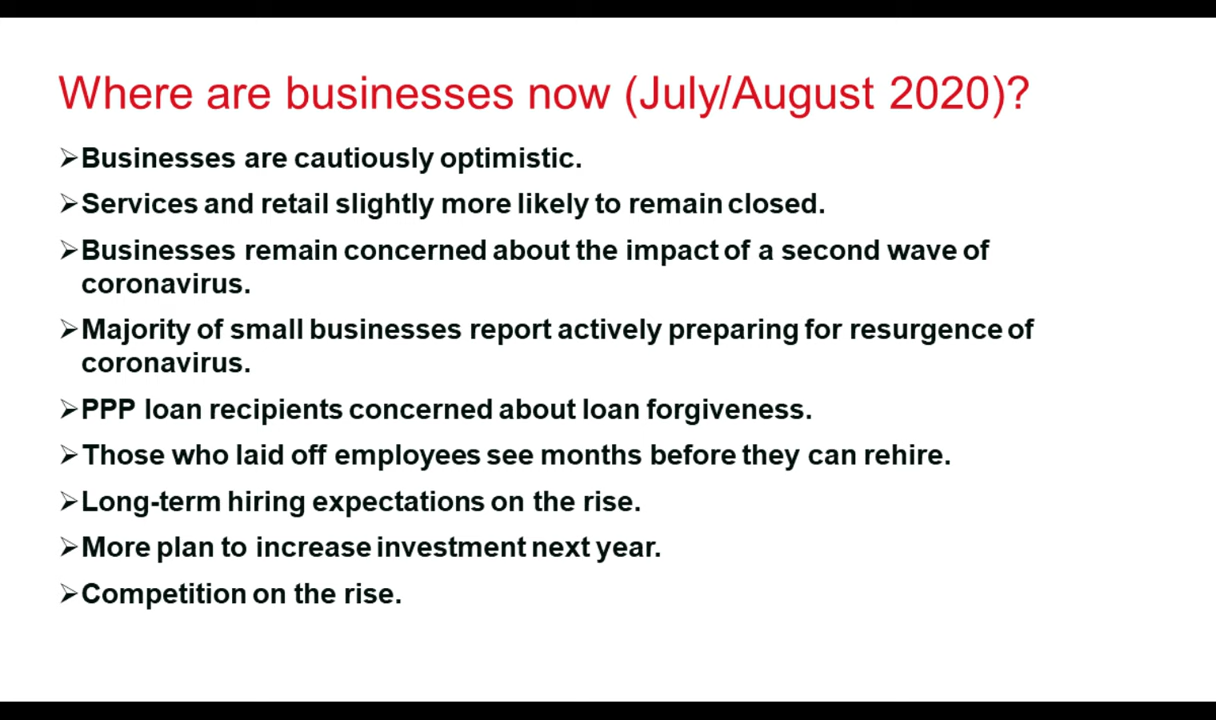 Where are businesses now (July/August 2020)?
➢Businesses are cautiously optimistic.
➢Services and retail slightly more likely to remain closed.
➢Businesses remain concerned about the impact of a second wave of
coronavirus.
➢Majority of small businesses report actively preparing for resurgence of
coronavirus.
➢PPP loan recipients concerned about loan forgiveness.
➢Those who laid off employees see months before they can rehire.
➢Long-term hiring expectations on the rise.
➢More plan to increase investment next year.
➢Competition on the rise.